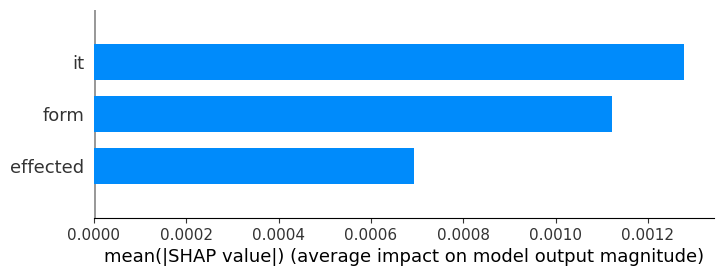 it
form
effected
0.0000 0.0002 0.0004 0.0006 0.0008 0.0010 0.0012
mean(|SHAP value|) (average impact on model output magnitude)